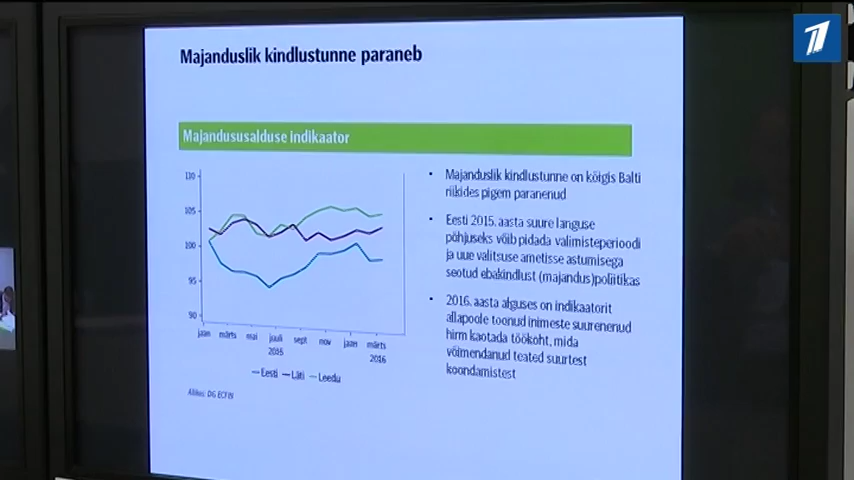 Majanduslik kindlustunne paraneb
Majandususalduse indikaator
110
105
100
95
90
jaan märts mai juuli sept nov jaan märts
2015 2016
Eesti Läti Leedu
Allikas: DG ECFIN
• Majanduslik kindlustunne on kõigis Balti
riikides pigem paranenud
• Eesti 2015. aasta suure languse
põhjuseks võib pidada valimisteperioodi
ja uue valitsuse ametisse astumisega
seotud ebakindlust (majandus)poliitikas
• 2016. aasta alguses on indikaatorit
allapoole toonud inimeste suurenenud
hirm kaotada töökoht, mida
võimendanud teated suurtest
koondamistest
1